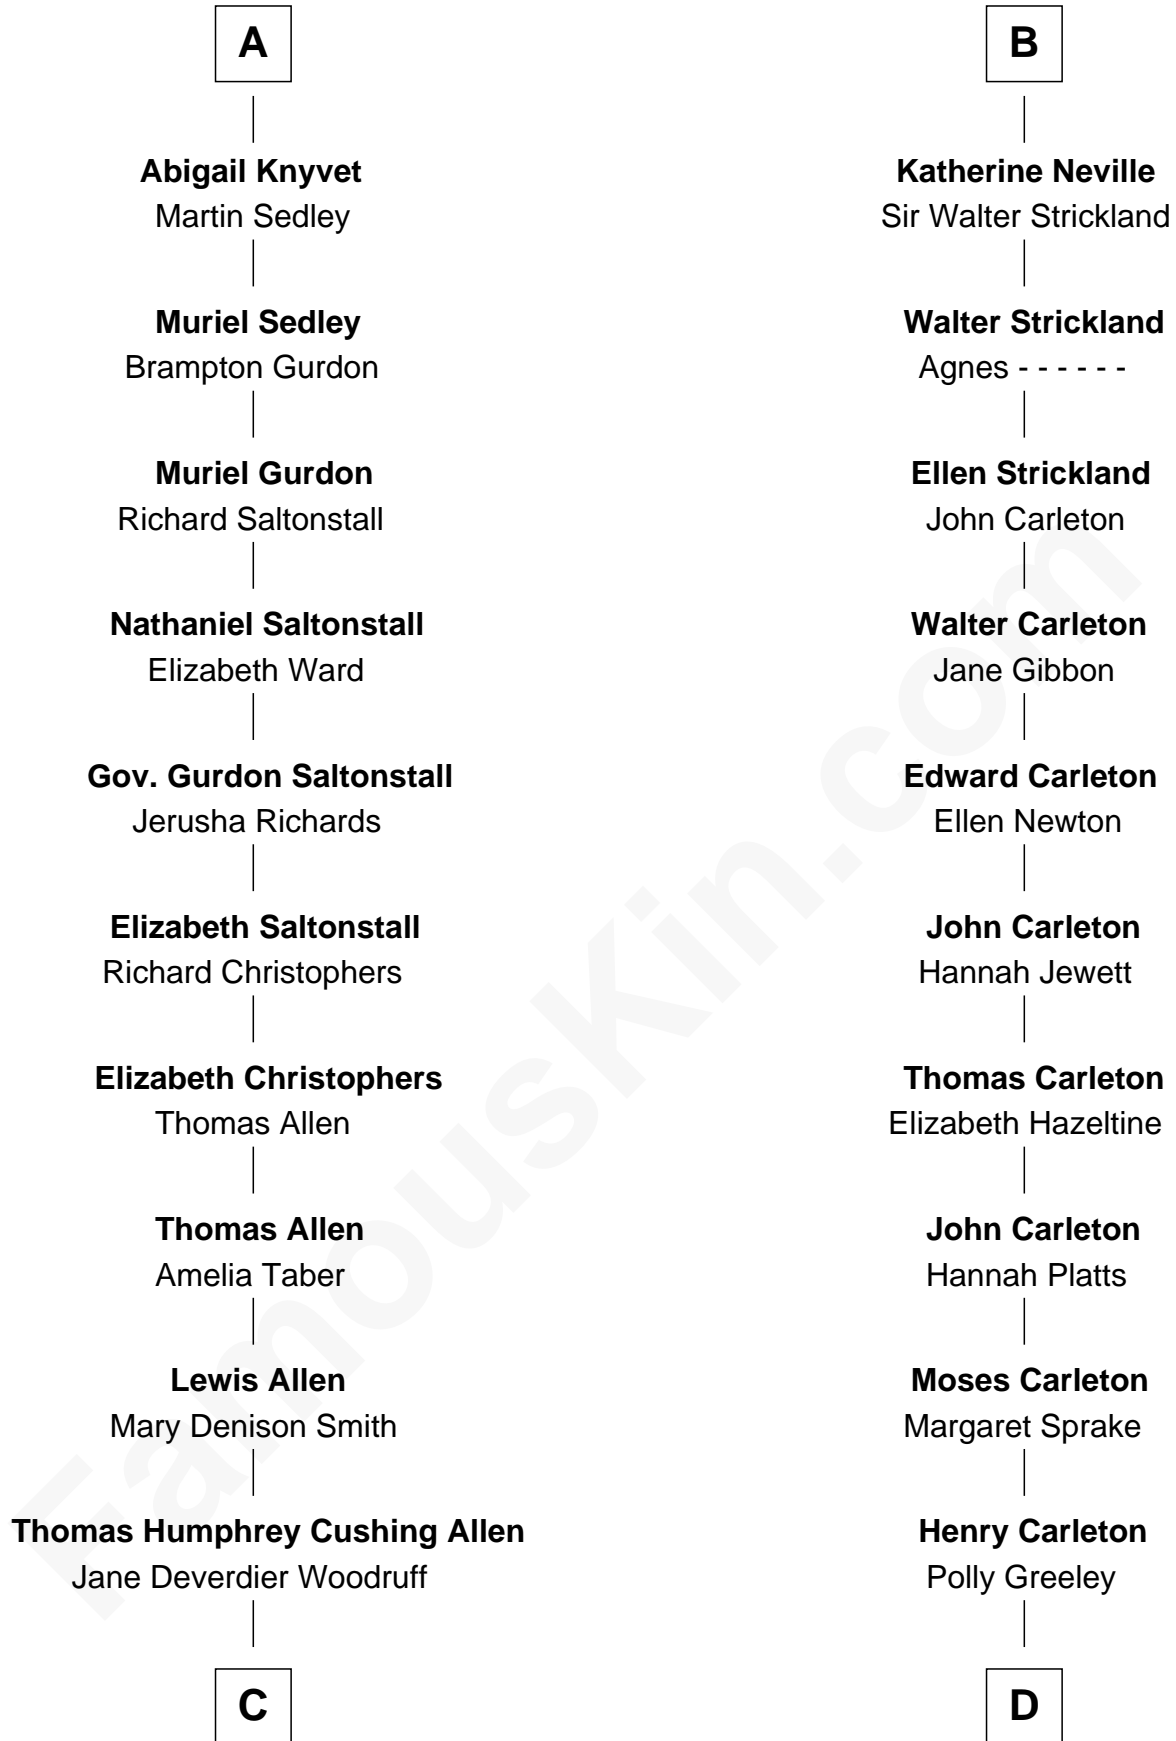 A
Abigail Knyvet
Martin Sedley
Muriel Sedley
Brampton Gurdon
Muriel Gurdon
Richard Saltonstall
Nathaniel Saltonstall
Elizabeth Ward
Gov. Gurdon Saltonstall
Jerusha Richards
Elizabeth Saltonstall
Richard Christophers
Elizabeth Christophers
Thomas Allen
Thomas Allen
Amelia Taber
Lewis Allen
Mary Denison Smith
Thomas Humphrey Cushing Allen
Jane Deverdier Woodruff
C
B
Katherine Neville
Sir Walter Strickland
Walter Strickland
Agnes - - - - - -
Ellen Strickland
John Carleton
Walter Carleton
Jane Gibbon
Edward Carleton
Ellen Newton
John Carleton
Hannah Jewett
Thomas Carleton
Elizabeth Hazeltine
John Carleton
Hannah Platts
Moses Carleton
Margaret Sprake
Henry Carleton
Polly Greeley
D
FamousKin.com